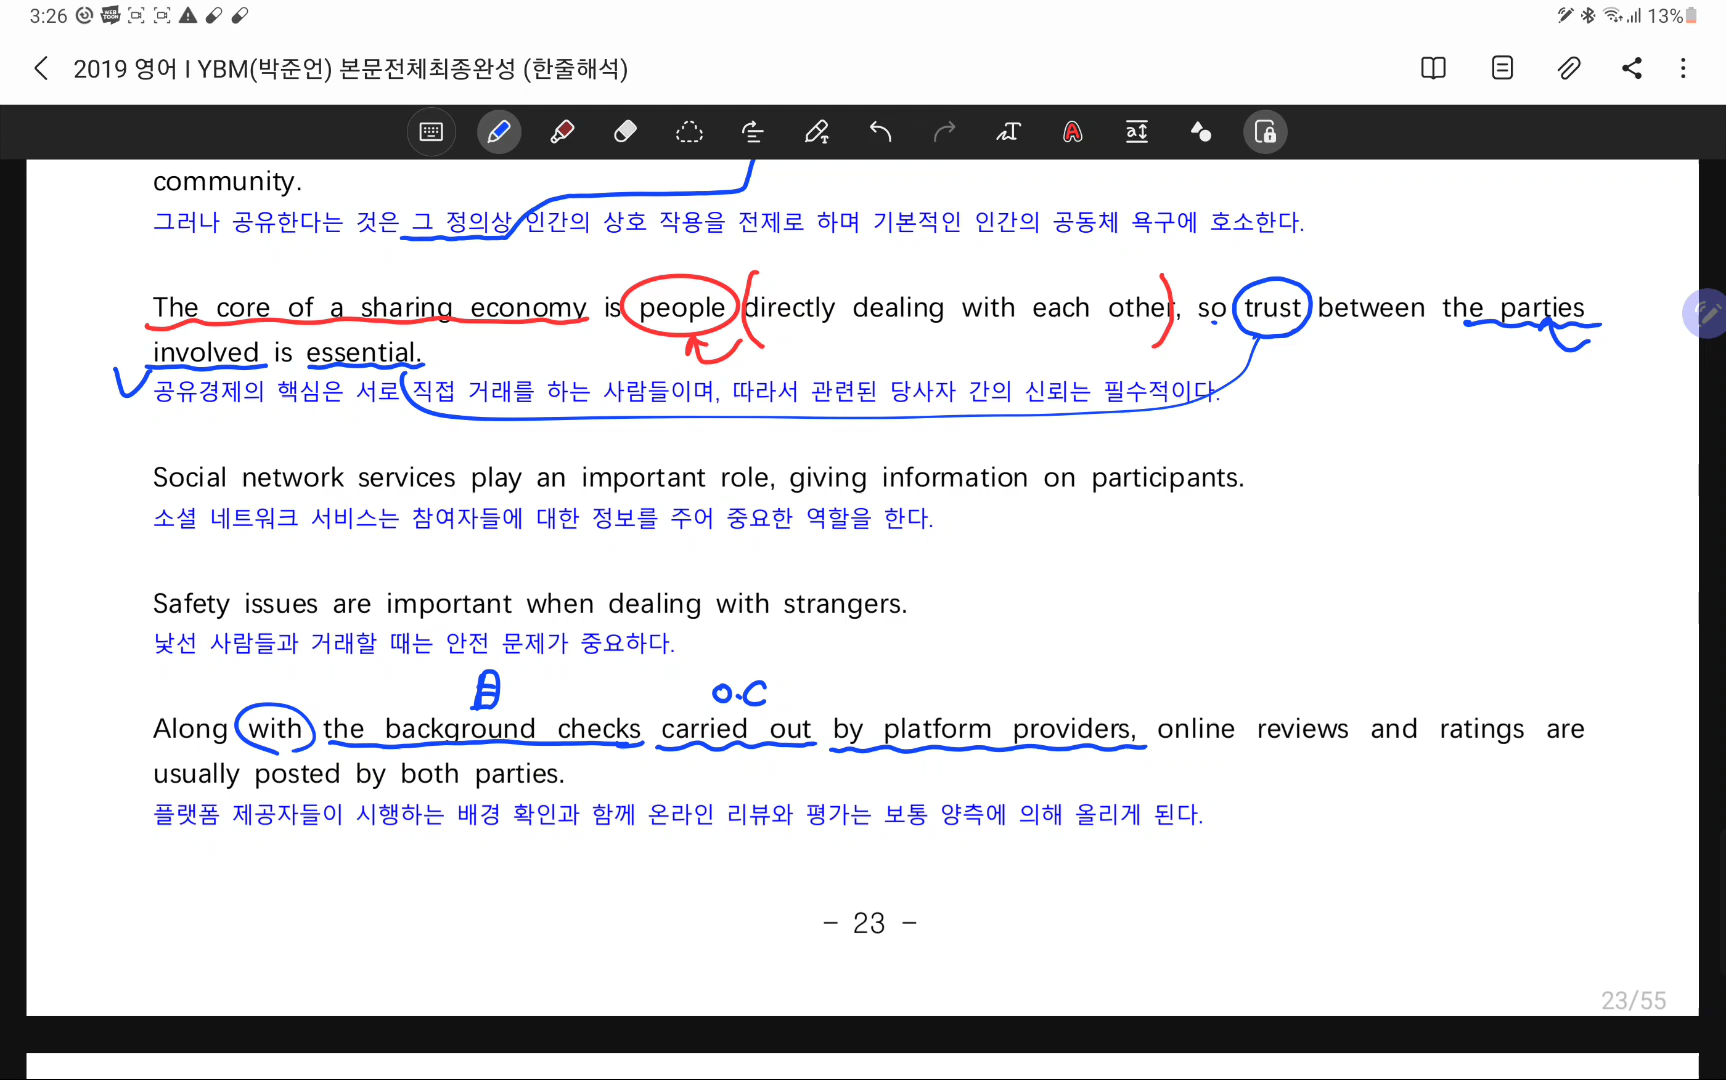 3:26 13%
2019 영어 I YBM(박준언) 본문전체최종완성 (한줄해석)
community.
그러나 공유한다는 것은 그 정의상 인간의 상호 작용을 전제로 하며 기본적인 인간의 공동체 욕구에 호소한다.
The core of a sharing economy is people directly dealing with each other, so trust between the parties
involved is essential.
공유경제의 핵심은 서로 직접 거래를 하는 사람들이며, 따라서 관련된 당사자 간의 신뢰는 필수적이다.
Social network services play an important role, giving information on participants.
소셜 네트워크 서비스는 참여자들에 대한 정보를 주어 중요한 역할을 한다.
Safety issues are important when dealing with strangers.
낯선 사람들과 거래할 때는 안전 문제가 중요하다.
O.C
Along with the background checks carried out by platform providers, online reviews and ratings are
usually posted by both parties.
플랫폼 제공자들이 시행하는 배경 확인과 함께 온라인 리뷰와 평가는 보통 양측에 의해 올리게 된다.
- 23 -
23/55